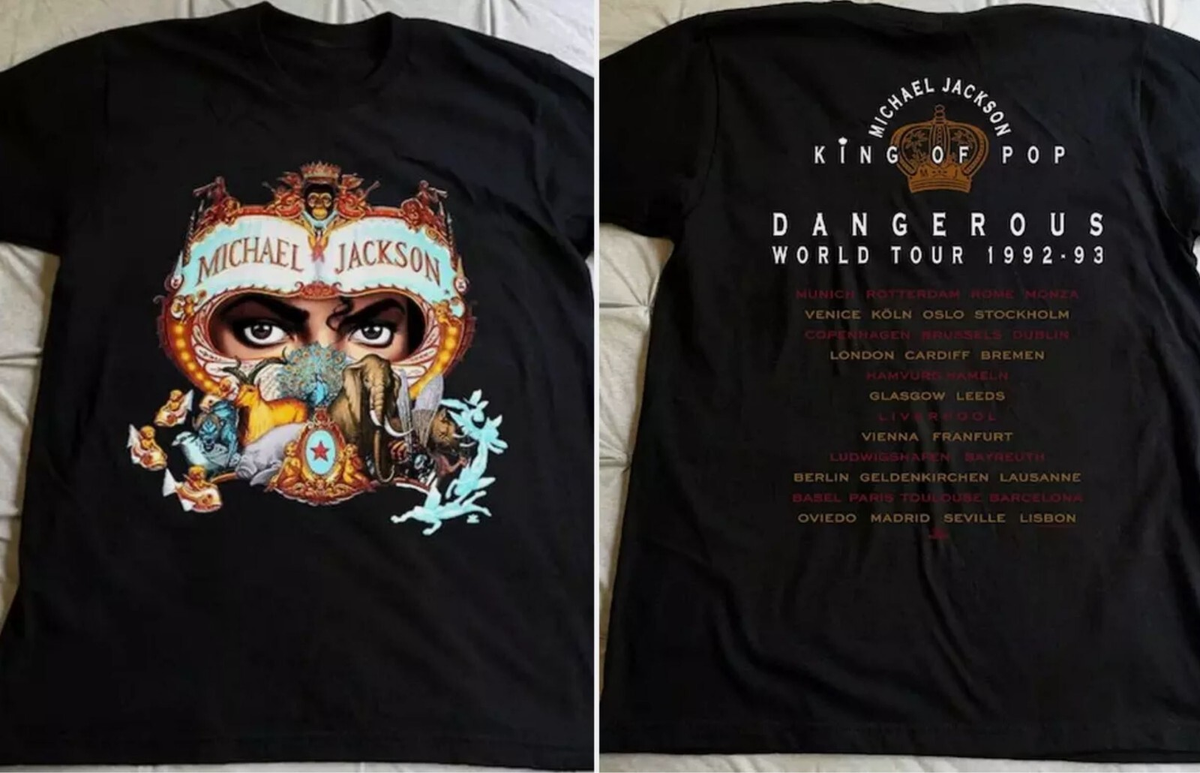 MICHAEL JACKSON
MICHAEL JACKSON
KING OF POP
DANGEROUS
WORLD TOUR 1992-93
MUNICH ROTTERDAM ROME MONZA
VENICE KÖLN OSLO STOCKHOLM
COPENHAGEN BRUSSELS DUBLIN
LONDON CARDIFF BREMEN
HAMVURG HAMELN
GLASGOW LEEDS
LIVERPOOL
VIENNA FRANFURT
LUDWIGSHAFEN BAYREUTH
BERLIN GELDENKIRCHEN LAUSANNE
BASEL PARIS TOULOUSE BARCELONA
OVIEDO MADRID SEVILLE LISBON